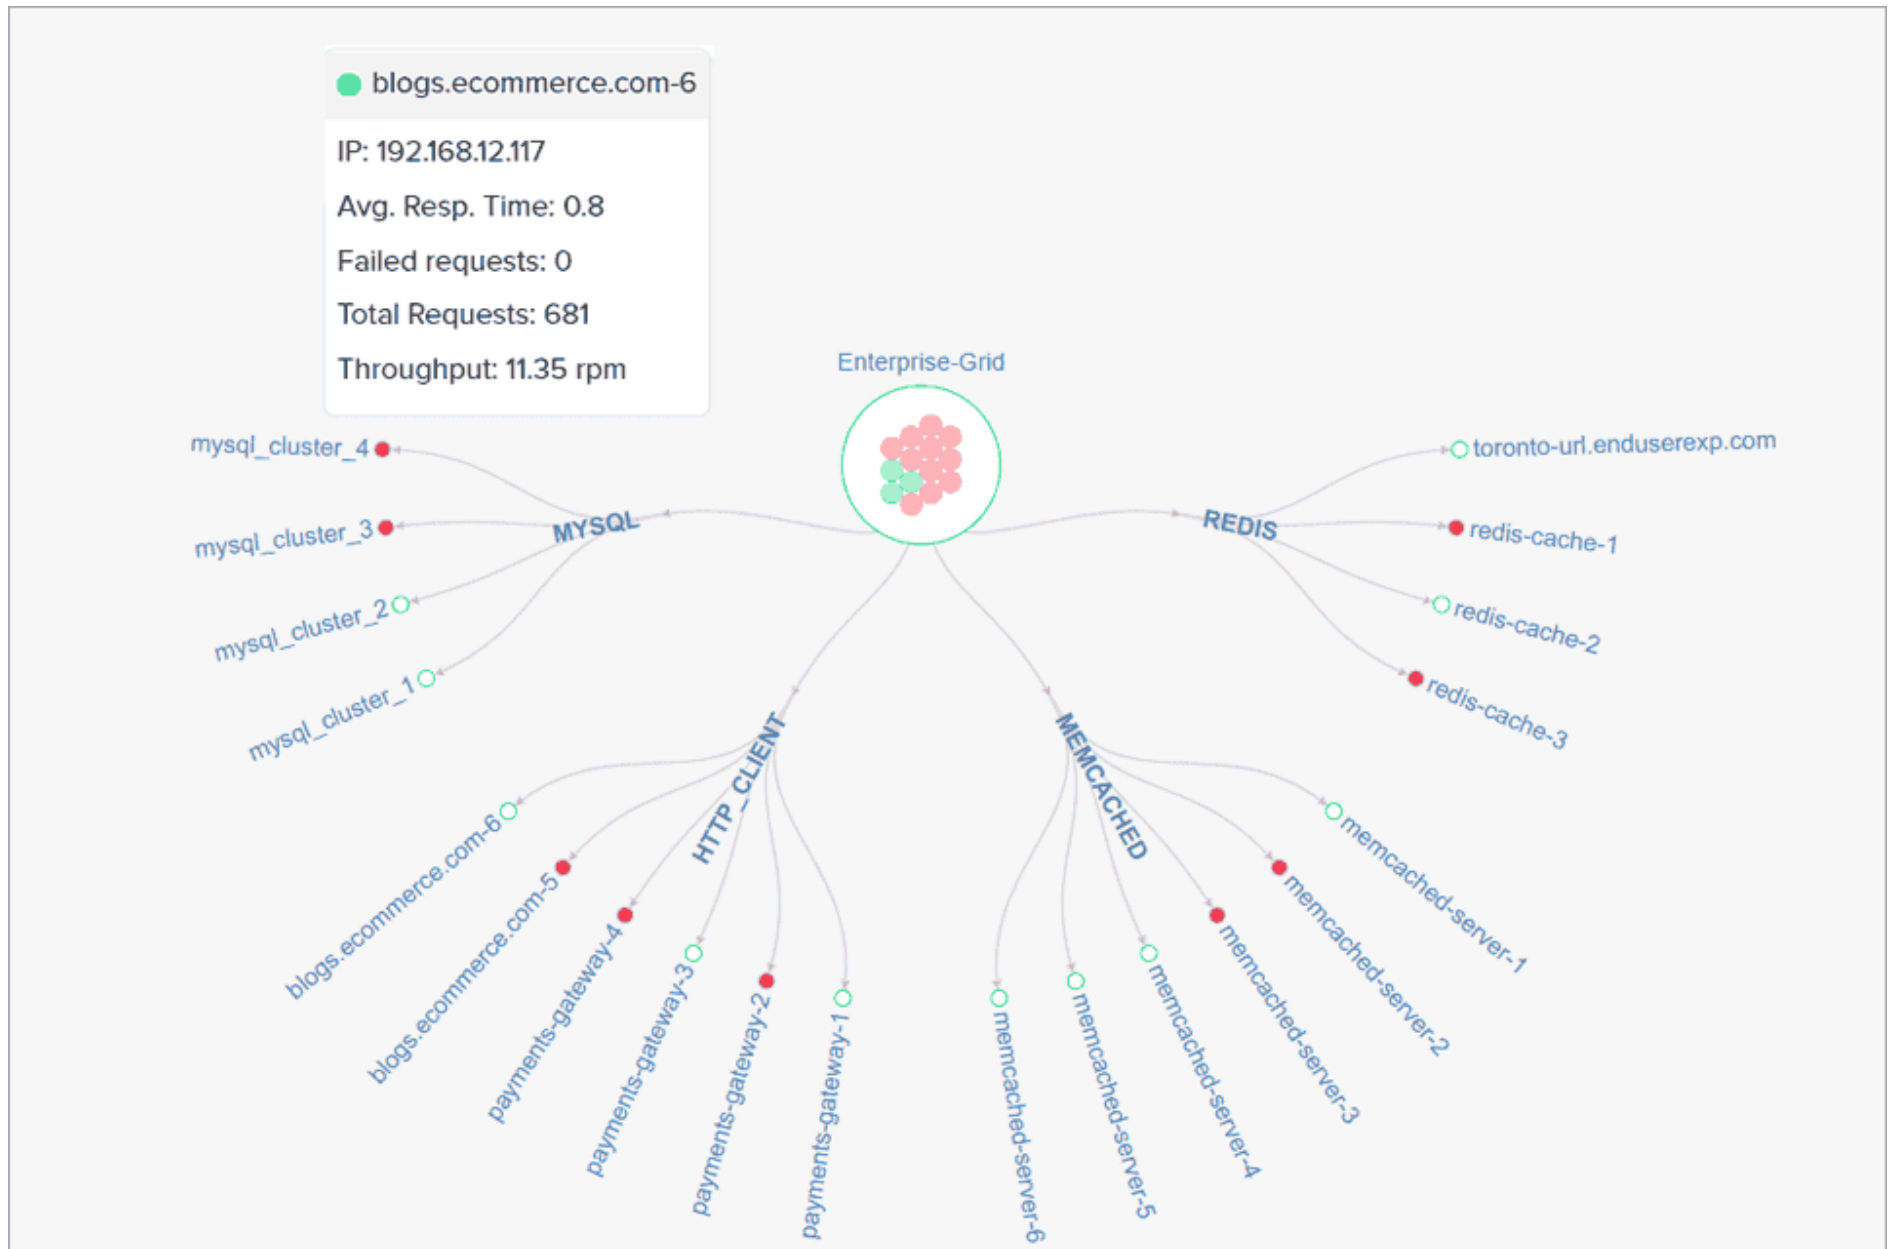 blogs.ecommerce.com-6
IP: 192.168.12.117
Avg. Resp. Time: 0.8
Failed requests: 0
Total Requests: 681
Throughput: 11.35 rpm
Enterprise-Grid
mysql_cluster_4
mysql_cluster_3
mysql_cluster_2
mysql_cluster_1
MYSQL
REDIS
toronto-url.enduserexp.com
redis-cache-1
redis-cache-2
redis-cache-3
HTTP_CLIENT
MEMCACHED
blogs.ecommerce.com-6
blogs.ecommerce.com-5
payments-gateway-4
payments-gateway-3
payments-gateway-2
payments-gateway-1
memcached-server-6
memcached-server-5
memcached-server-4
memcached-server-3
memcached-server-2
memcached-server-1